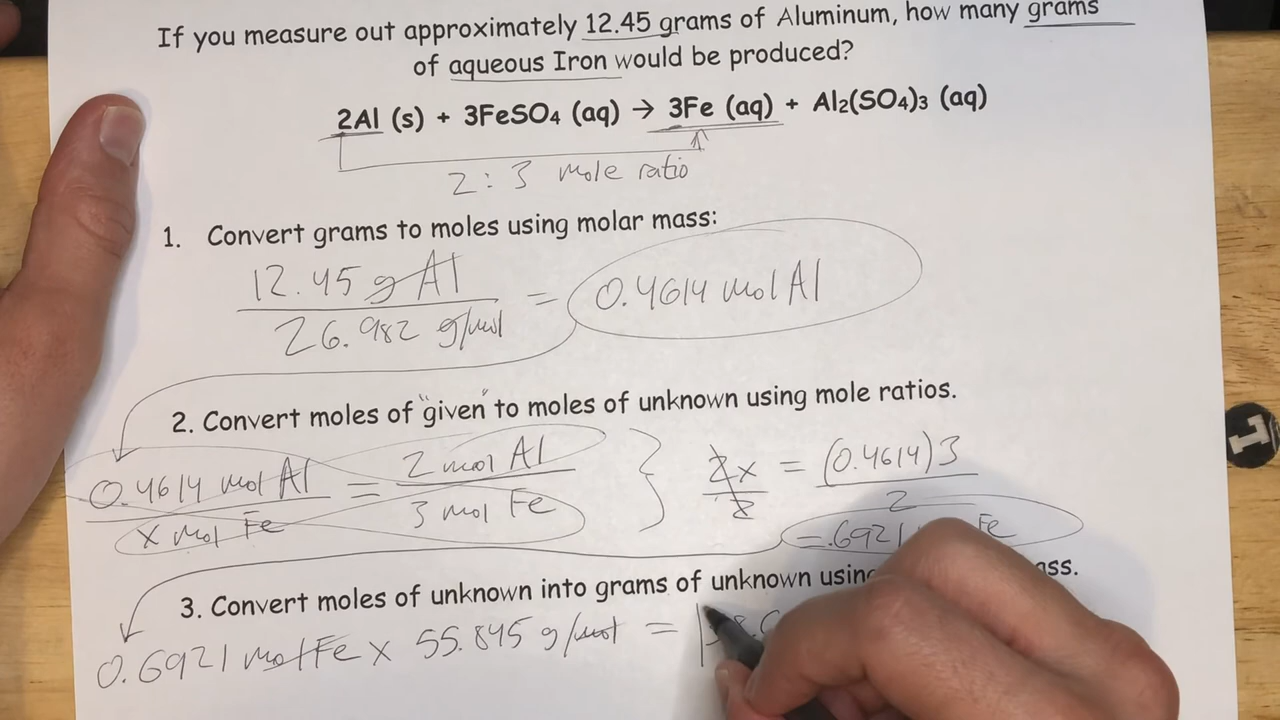 If you measure out approximately 12.45 grams of Aluminum, how many grams
of aqueous Iron would be produced?
2Al (s) + 3FeSO₄ (aq) → 3Fe (aq) + Al₂(SO₄)₃ (aq)
2 : 3 mole ratio
1. Convert grams to moles using molar mass:
12.45 g Al
26.982 g/mol
= 0.4614 mol Al
2. Convert moles of "given" to moles of unknown using mole ratios.
0.4614 mol Al
x mol Fe
=
2 mol Al
3 mol Fe
2x
2
= (0.4614)3
2
= .6921 Fe
3. Convert moles of unknown into grams of unknown
0.6921 mol Fe x 55.845 g/mol =